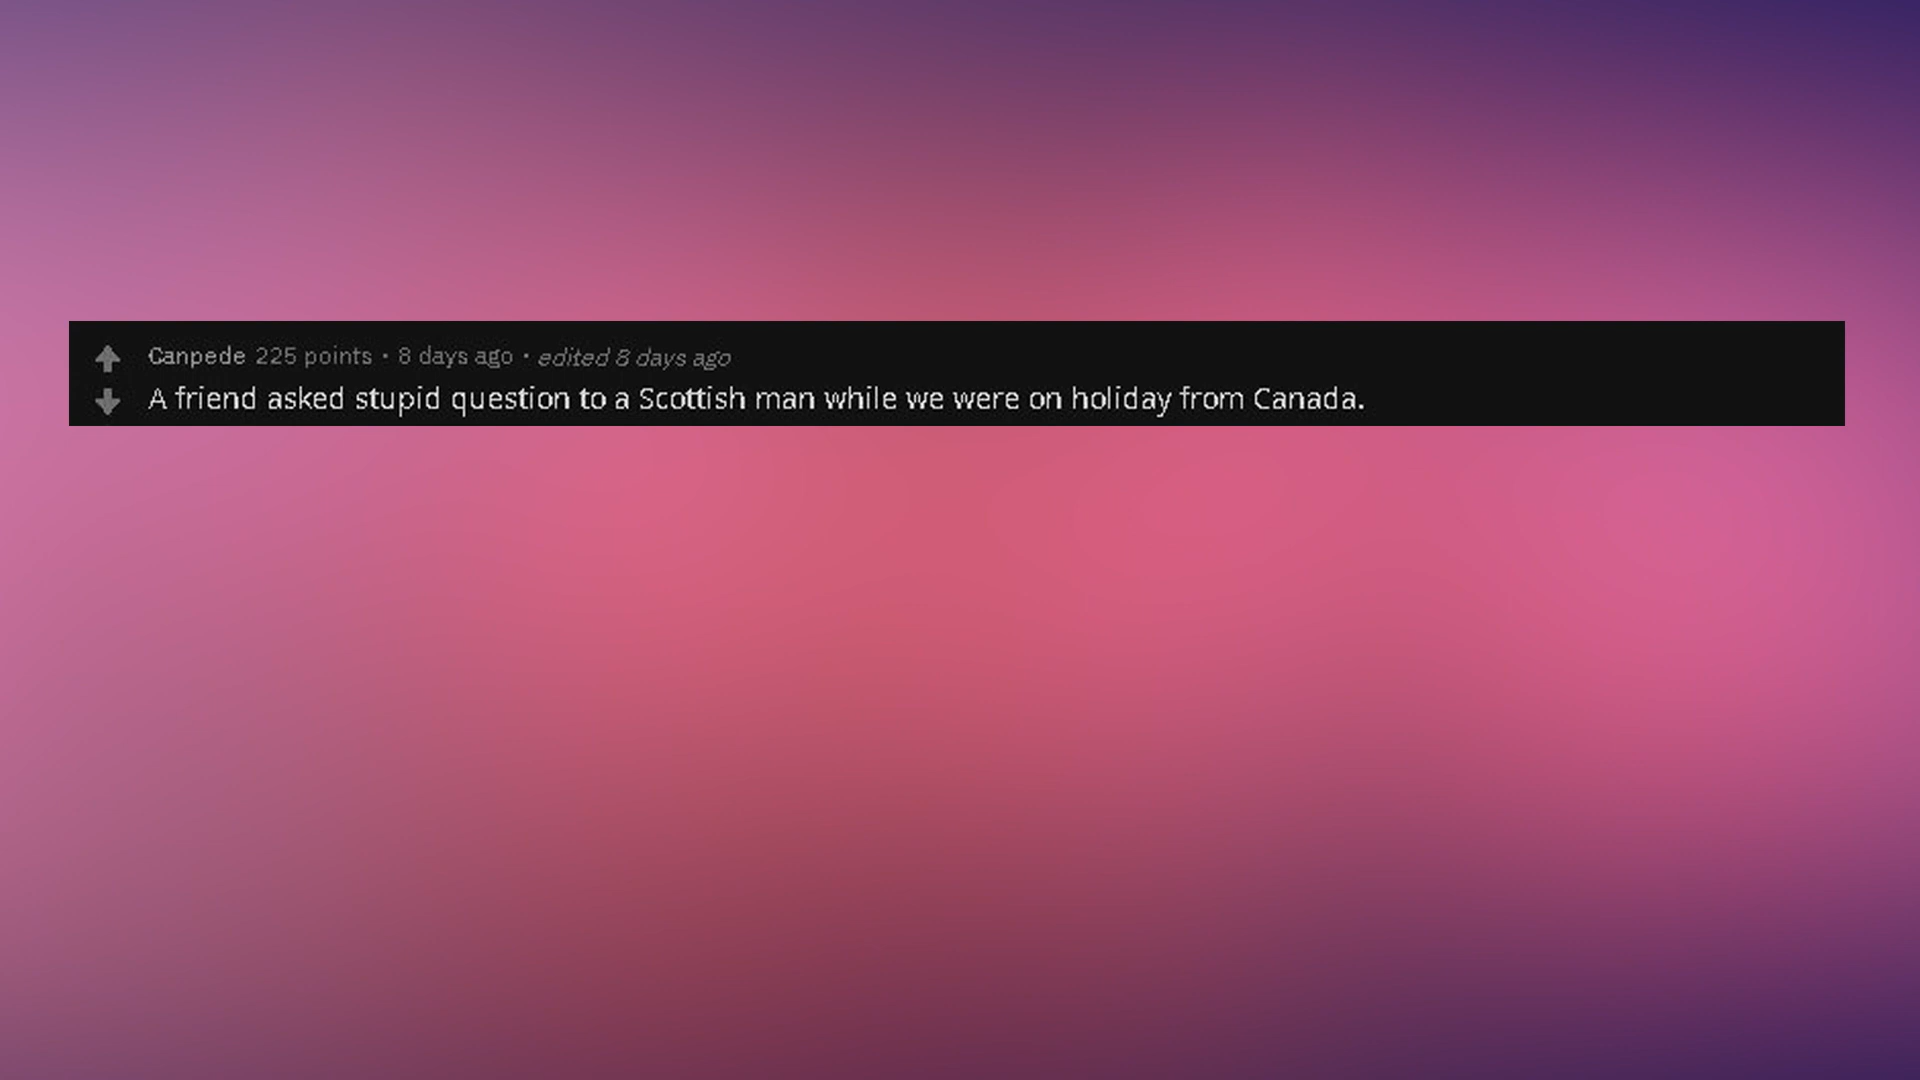 Canpede 225 points · 8 days ago · edited 8 days ago
A friend asked stupid question to a Scottish man while we were on holiday from Canada.